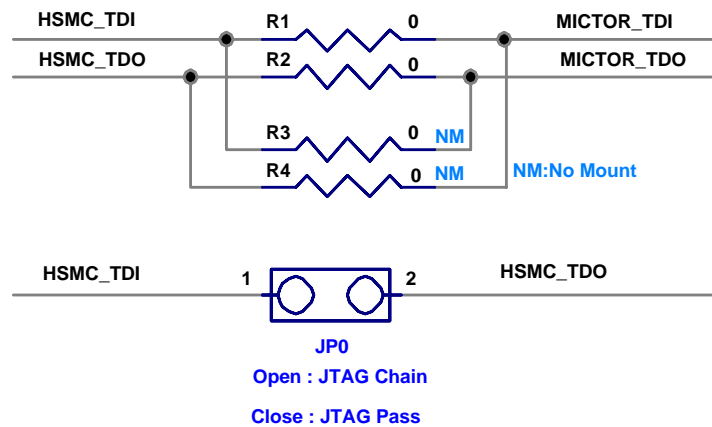 HSMC_TDI R1 0 MICTOR_TDI
HSMC_TDO R2 0 MICTOR_TDO
R3 0 NM
R4 0 NM NM:No Mount
HSMC_TDI 1 2 HSMC_TDO
JP0
Open : JTAG Chain
Close : JTAG Pass